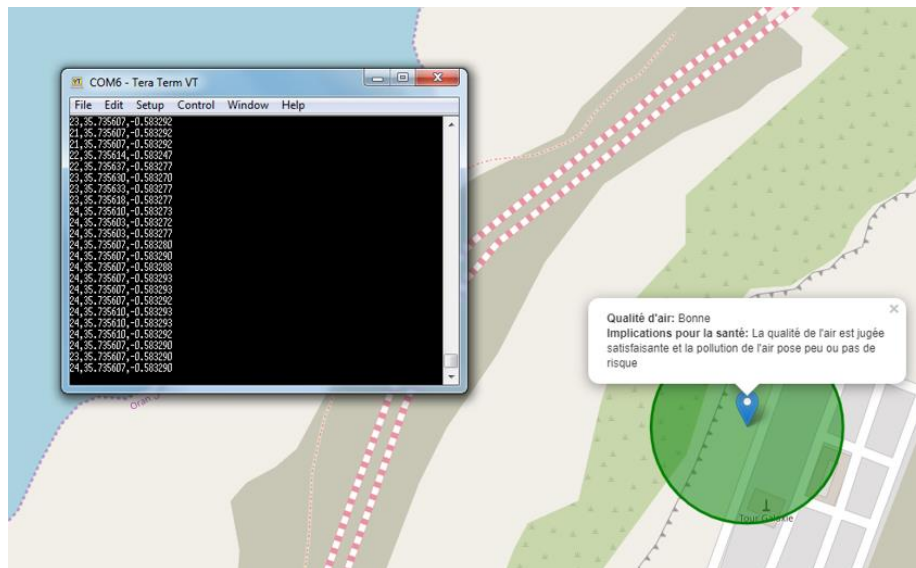 COM6 - Tera Term VT
File Edit Setup Control Window Help
23,35.735607,-0.583292
21,35.735607,-0.583292
21,35.735607,-0.583292
22,35.735614,-0.583247
22,35.735637,-0.583277
23,35.735630,-0.583270
23,35.735633,-0.583277
23,35.735618,-0.583277
24,35.735610,-0.583273
24,35.735603,-0.583272
24,35.735603,-0.583277
24,35.735607,-0.583280
24,35.735607,-0.583290
24,35.735607,-0.583288
24,35.735607,-0.583293
24,35.735607,-0.583293
24,35.735607,-0.583292
24,35.735610,-0.583293
24,35.735610,-0.583293
24,35.735610,-0.583292
24,35.735607,-0.583290
23,35.735607,-0.583290
24,35.735607,-0.583290
Qualité d'air: Bonne
Implications pour la santé: La qualité de l'air est jugée
satisfaisante et la pollution de l'air pose peu ou pas de
risque
Oran
Tour Galaxie